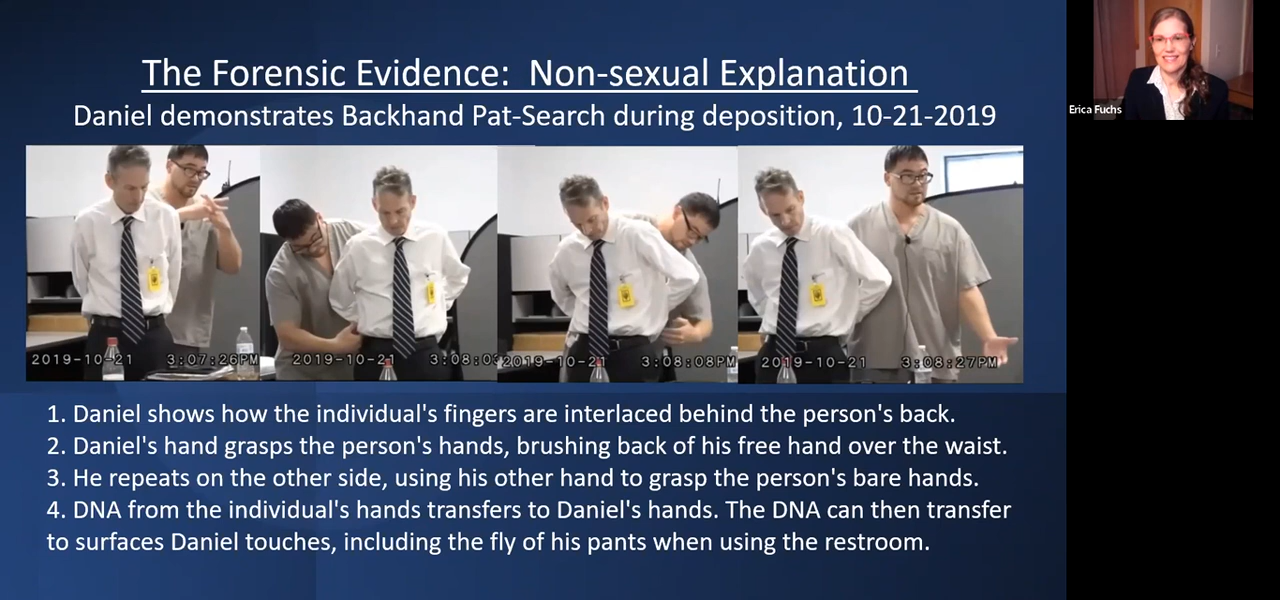 The Forensic Evidence:  Non-sexual Explanation
Daniel demonstrates Backhand Pat-Search during deposition, 10-21-2019
Erica Fuchs
2019-10-21 3:07:26PM
2019-10-21 3:08:03
2019-10-21 3:08:08PM
2019-10-21 3:08:27PM
1. Daniel shows how the individual's fingers are interlaced behind the person's back.
2. Daniel's hand grasps the person's hands, brushing back of his free hand over the waist.
3. He repeats on the other side, using his other hand to grasp the person's bare hands.
4. DNA from the individual's hands transfers to Daniel's hands. The DNA can then transfer
to surfaces Daniel touches, including the fly of his pants when using the restroom.